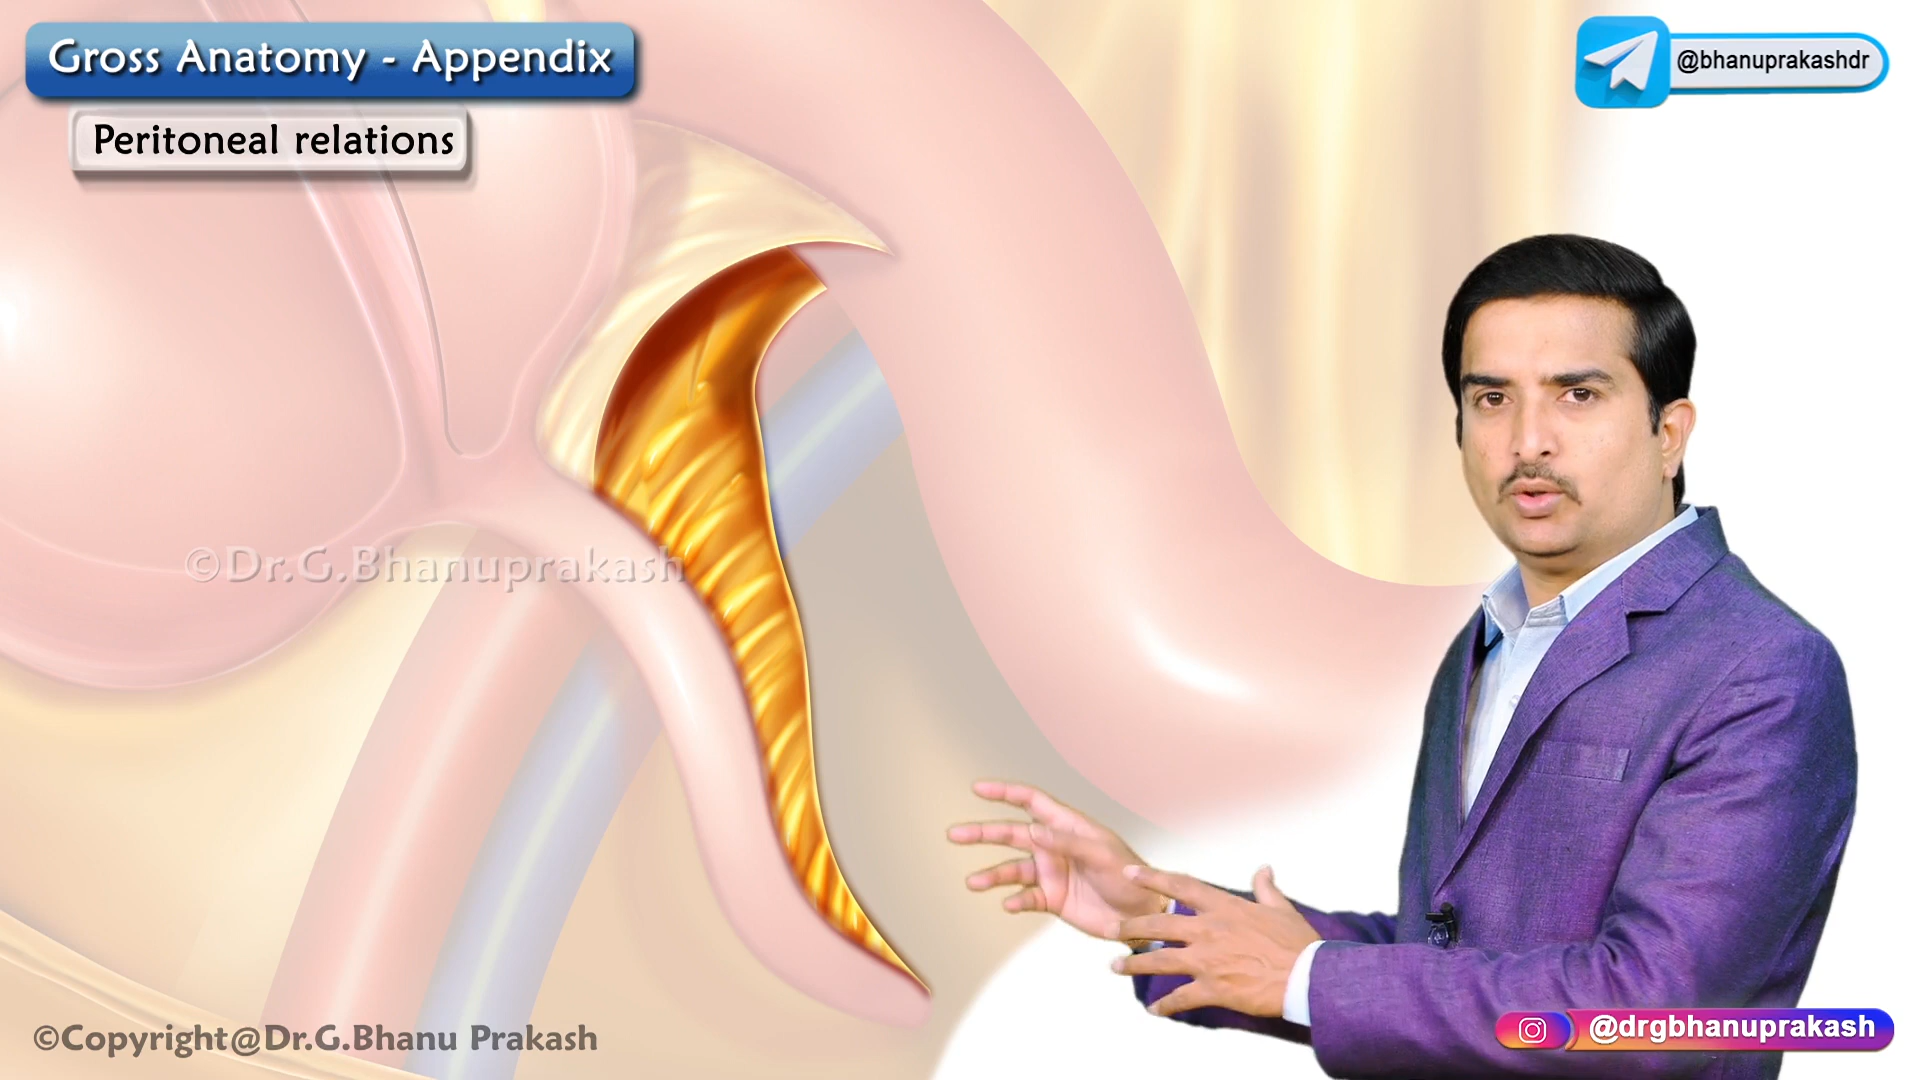 Gross Anatomy - Appendix
@bhanuprakashdr
Peritoneal relations
©Dr.G.Bhanuprakash
©Copyright@Dr.G.Bhanu Prakash
@drgbhanuprakash